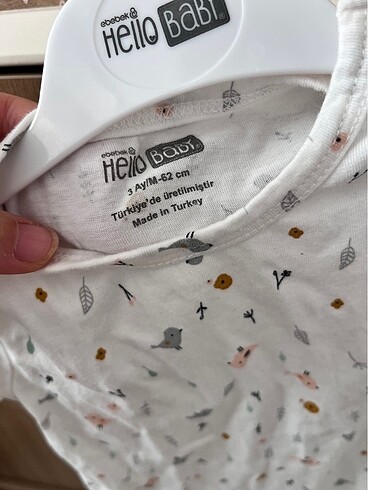 ebebek
Hello BABY
ebebek
Hello BABY
3 Ay/M-62 cm
Türkiye'de üretilmiştir
Made in Turkey